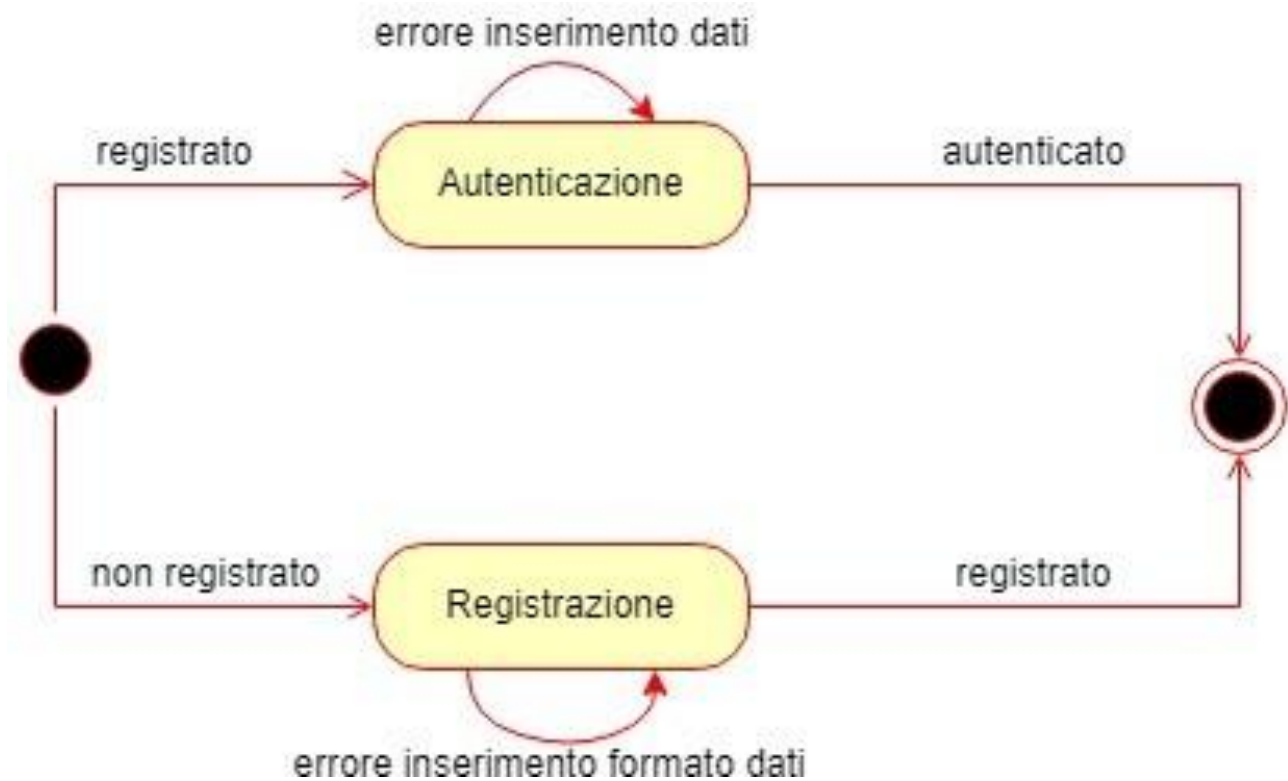 errore inserimento dati
registrato
autenticato
Autenticazione
non registrato
registrato
Registrazione
errore inserimento formato dati